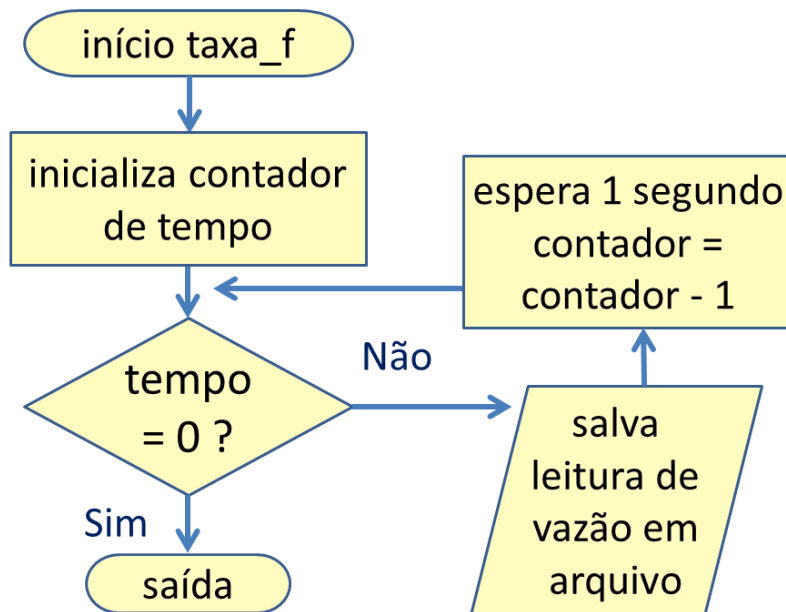 início taxa_f
inicializa contador
de tempo
tempo
= 0 ?
Não
salva
leitura de
vazão em
arquivo
espera 1 segundo
contador =
contador - 1
Sim
saída